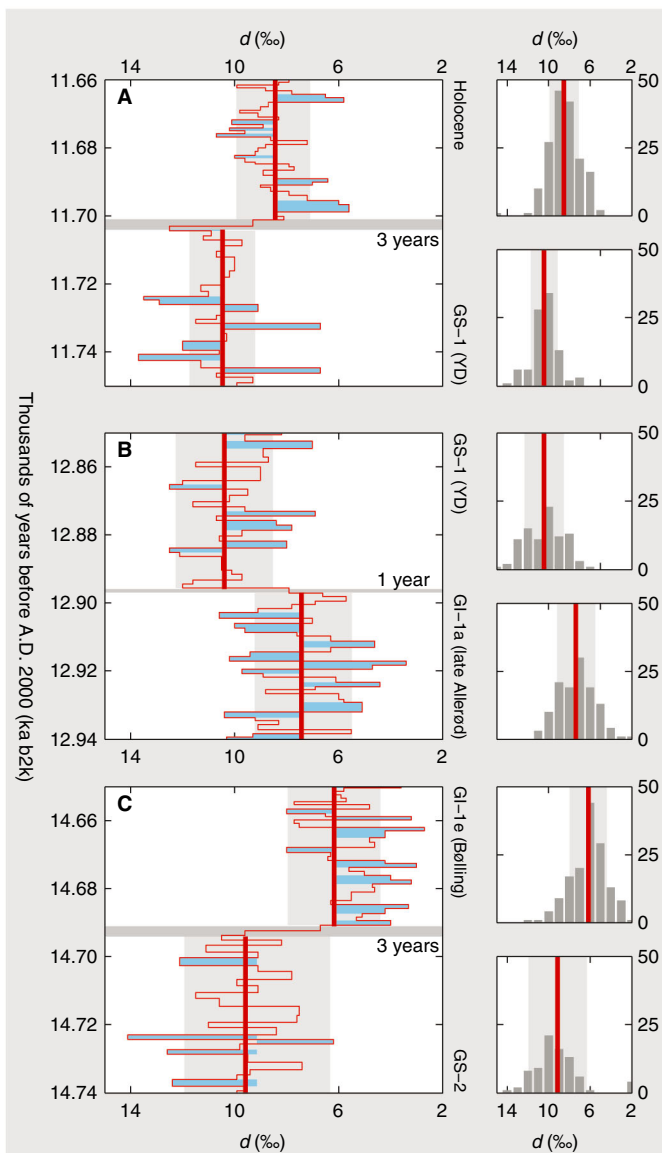 d (‰)
d (‰)
14 10 6 2
14 10 6 2
A
11.66
11.68
11.70
11.72
11.74
3 years
Holocene
GS−1 (YD)
50
25
0
50
25
0
B
12.86
12.88
12.90
12.92
12.94
1 year
GS−1 (YD)
GI−1a (late Allerød)
50
25
0
50
25
0
C
14.66
14.68
14.70
14.72
14.74
3 years
GI−1e (Bølling)
GS−2
50
25
0
50
25
0
Thousands of years before A.D. 2000 (ka b2k)
14 10 6 2
14 10 6 2
d (‰)
d (‰)